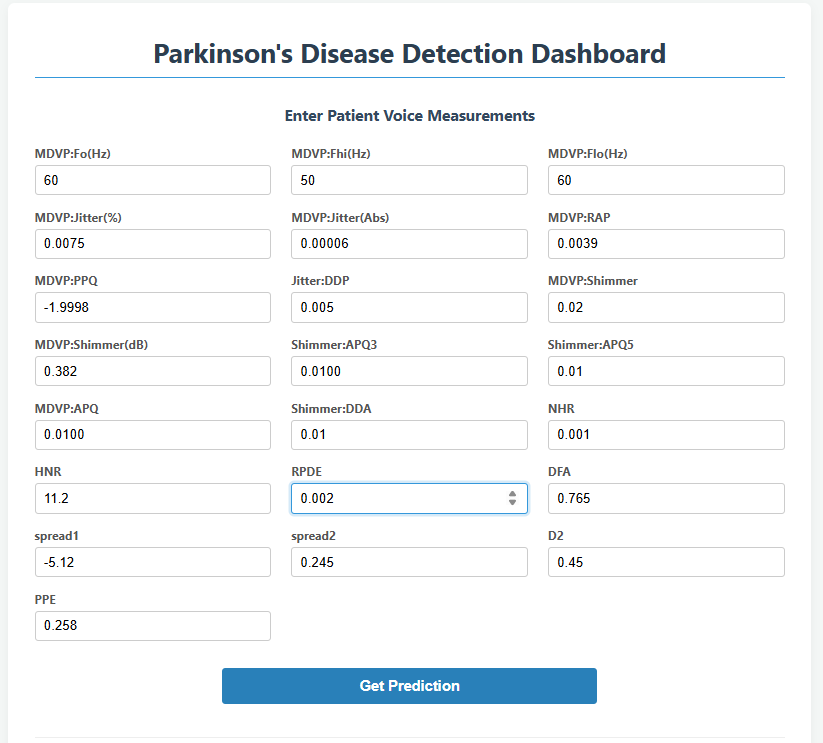 Parkinson's Disease Detection Dashboard
Enter Patient Voice Measurements
MDVP:Fo(Hz) MDVP:Fhi(Hz) MDVP:Flo(Hz)
60 50 60
MDVP:Jitter(%) MDVP:Jitter(Abs) MDVP:RAP
0.0075 0.00006 0.0039
MDVP:PPQ Jitter:DDP MDVP:Shimmer
-1.9998 0.005 0.02
MDVP:Shimmer(dB) Shimmer:APQ3 Shimmer:APQ5
0.382 0.0100 0.01
MDVP:APQ Shimmer:DDA NHR
0.0100 0.01 0.001
HNR RPDE DFA
11.2 0.002 0.765
spread1 spread2 D2
-5.12 0.245 0.45
PPE
0.258
Get Prediction